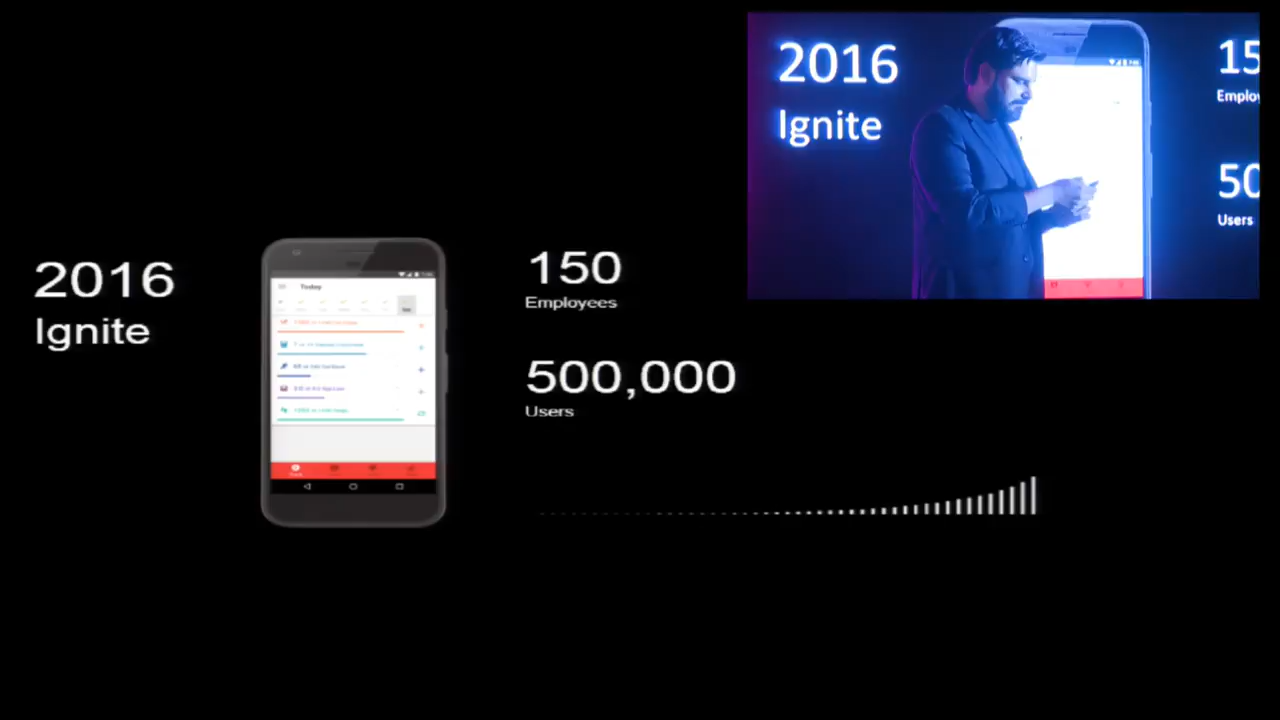 2016
Ignite
Today
150
Employees
500,000
Users
2016
Ignite
15
Employ
50
Users